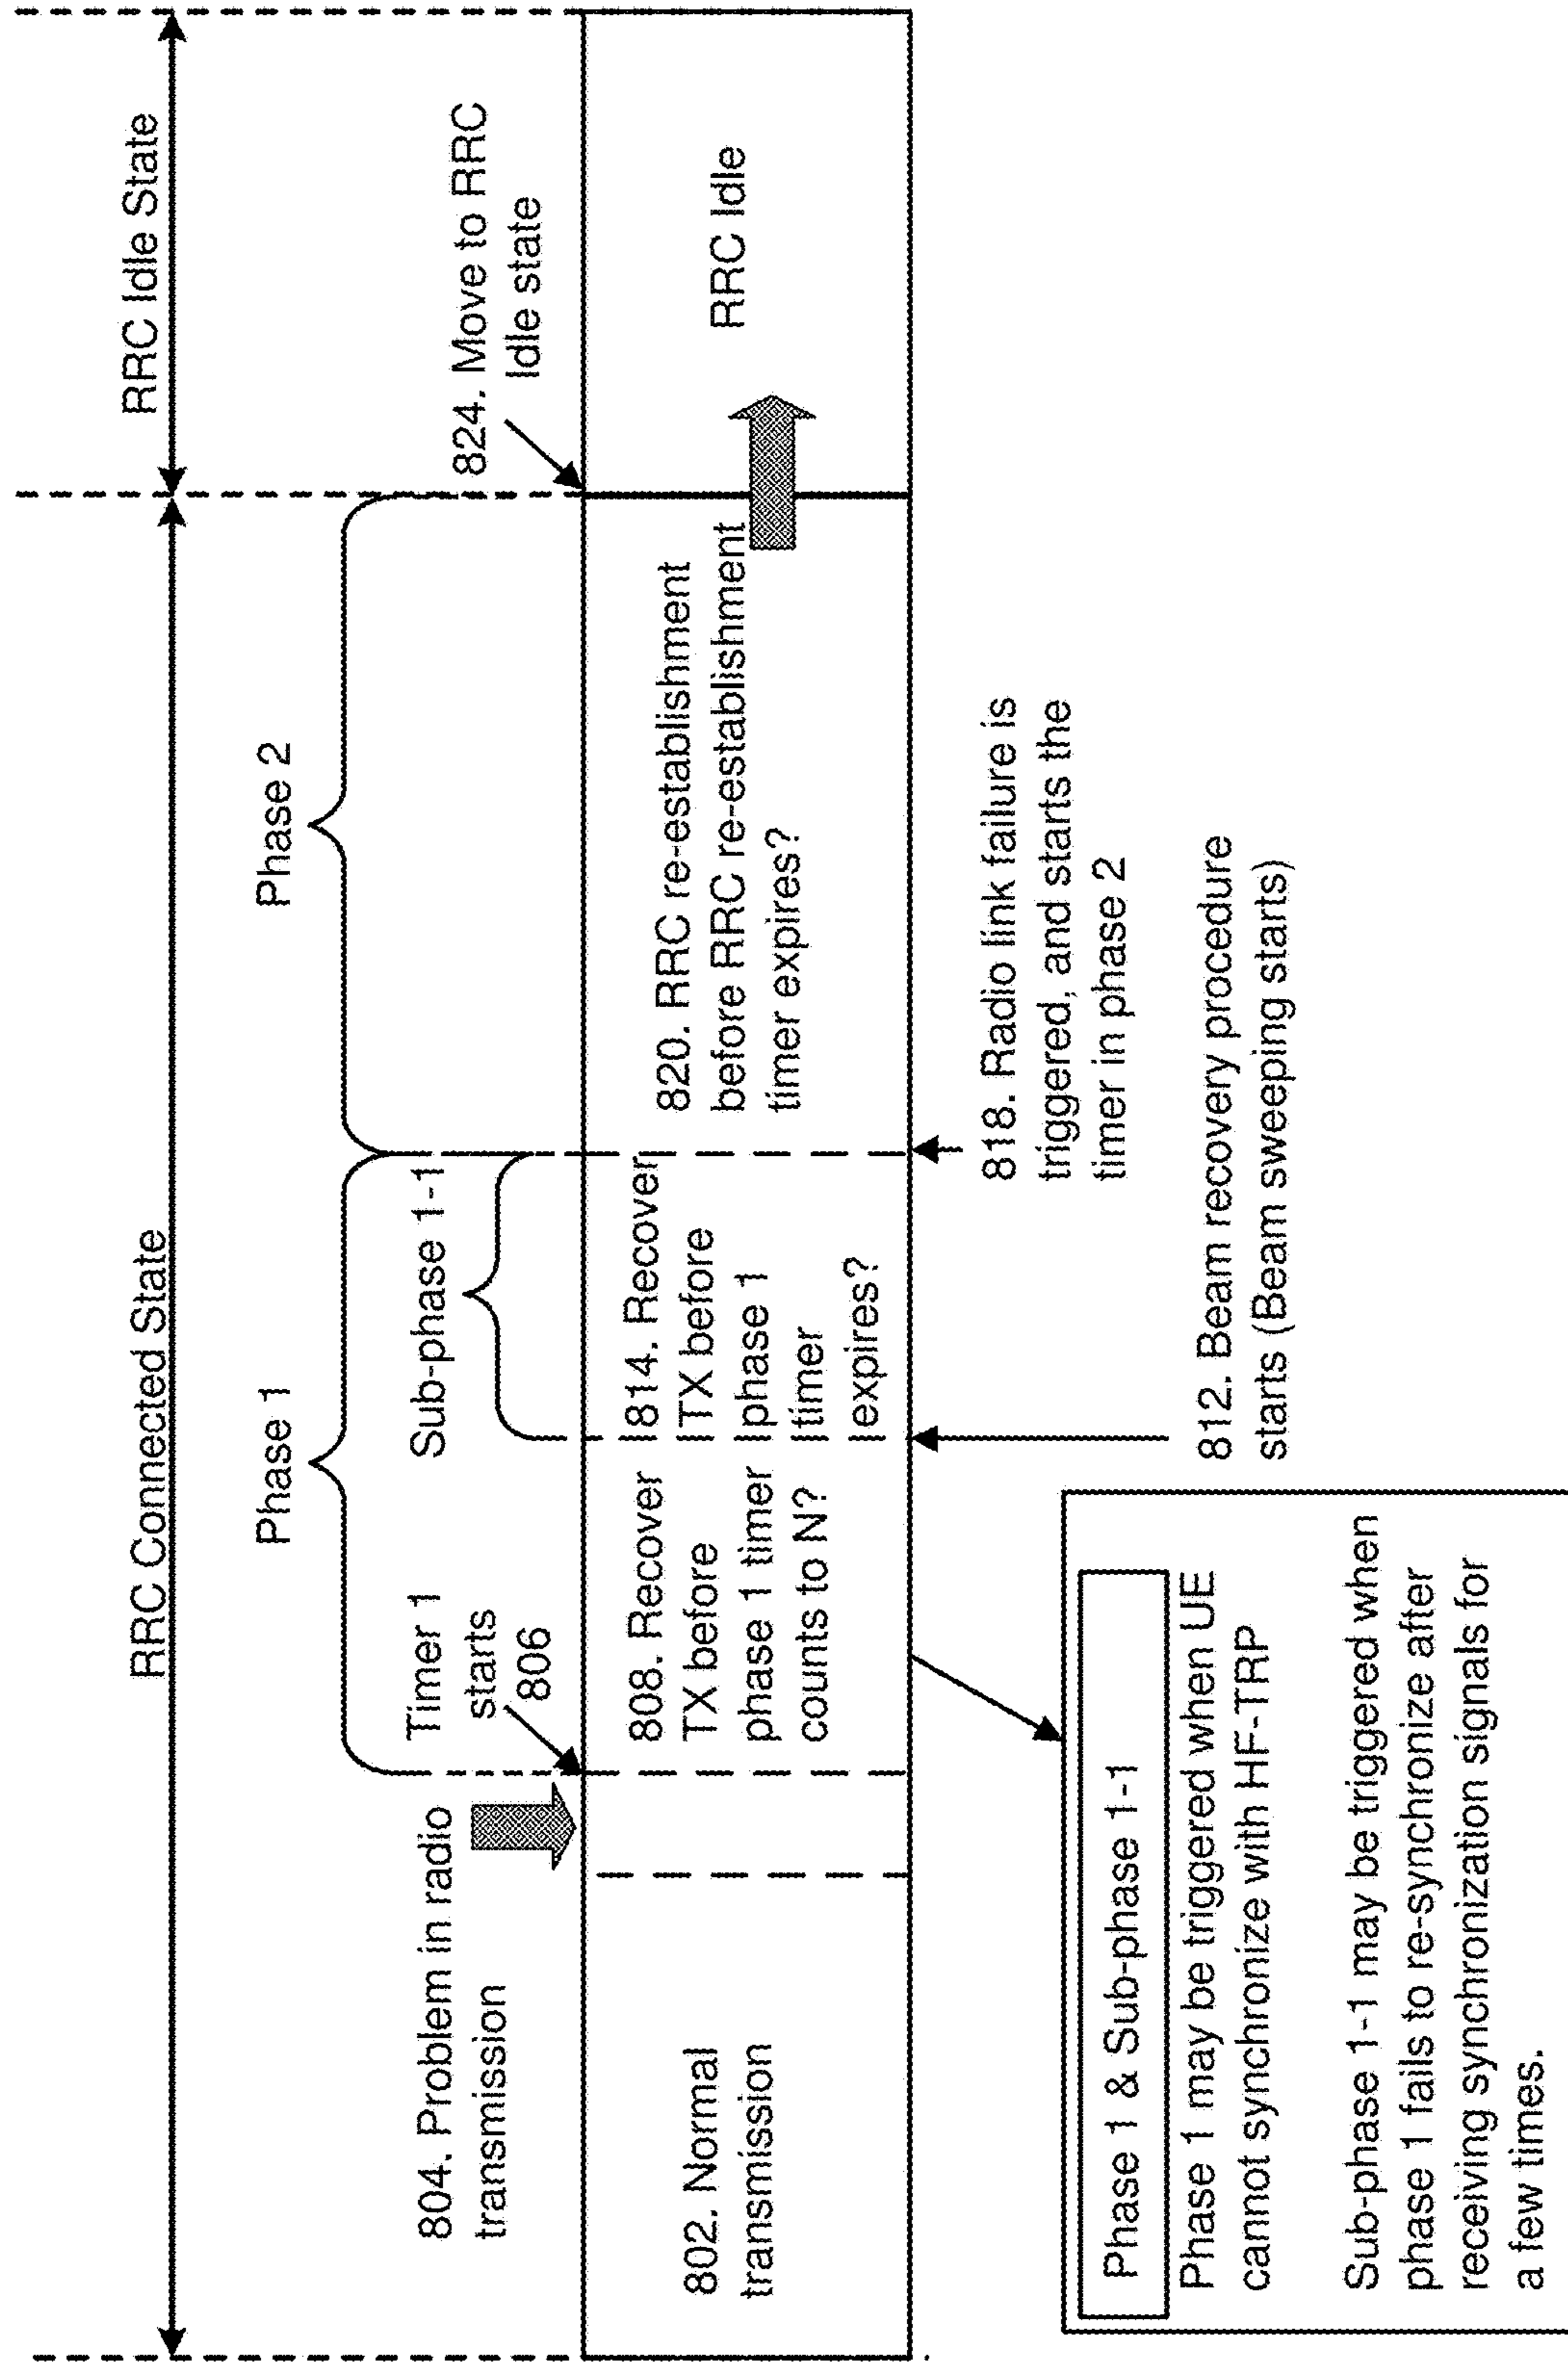 RRC Connected State
RRC Idle State
Phase 1
Phase 2
804. Problem in radio
transmission
Timer 1
starts
806
Sub-phase 1-1
824. Move to RRC
Idle state
802. Normal
transmission
808. Recover
TX before
phase 1 timer
counts to N?
814. Recover
TX before
phase 1
timer
expires?
820. RRC re-establishment
before RRC re-establishment
timer expires?
RRC Idle
818. Radio link failure is
triggered, and starts the
timer in phase 2
812. Beam recovery procedure
starts (Beam sweeping starts)
Phase 1 & Sub-phase 1-1
Phase 1 may be triggered when UE
cannot synchronize with HF-TRP
Sub-phase 1-1 may be triggered when
phase 1 fails to re-synchronize after
receiving synchronization signals for
a few times.